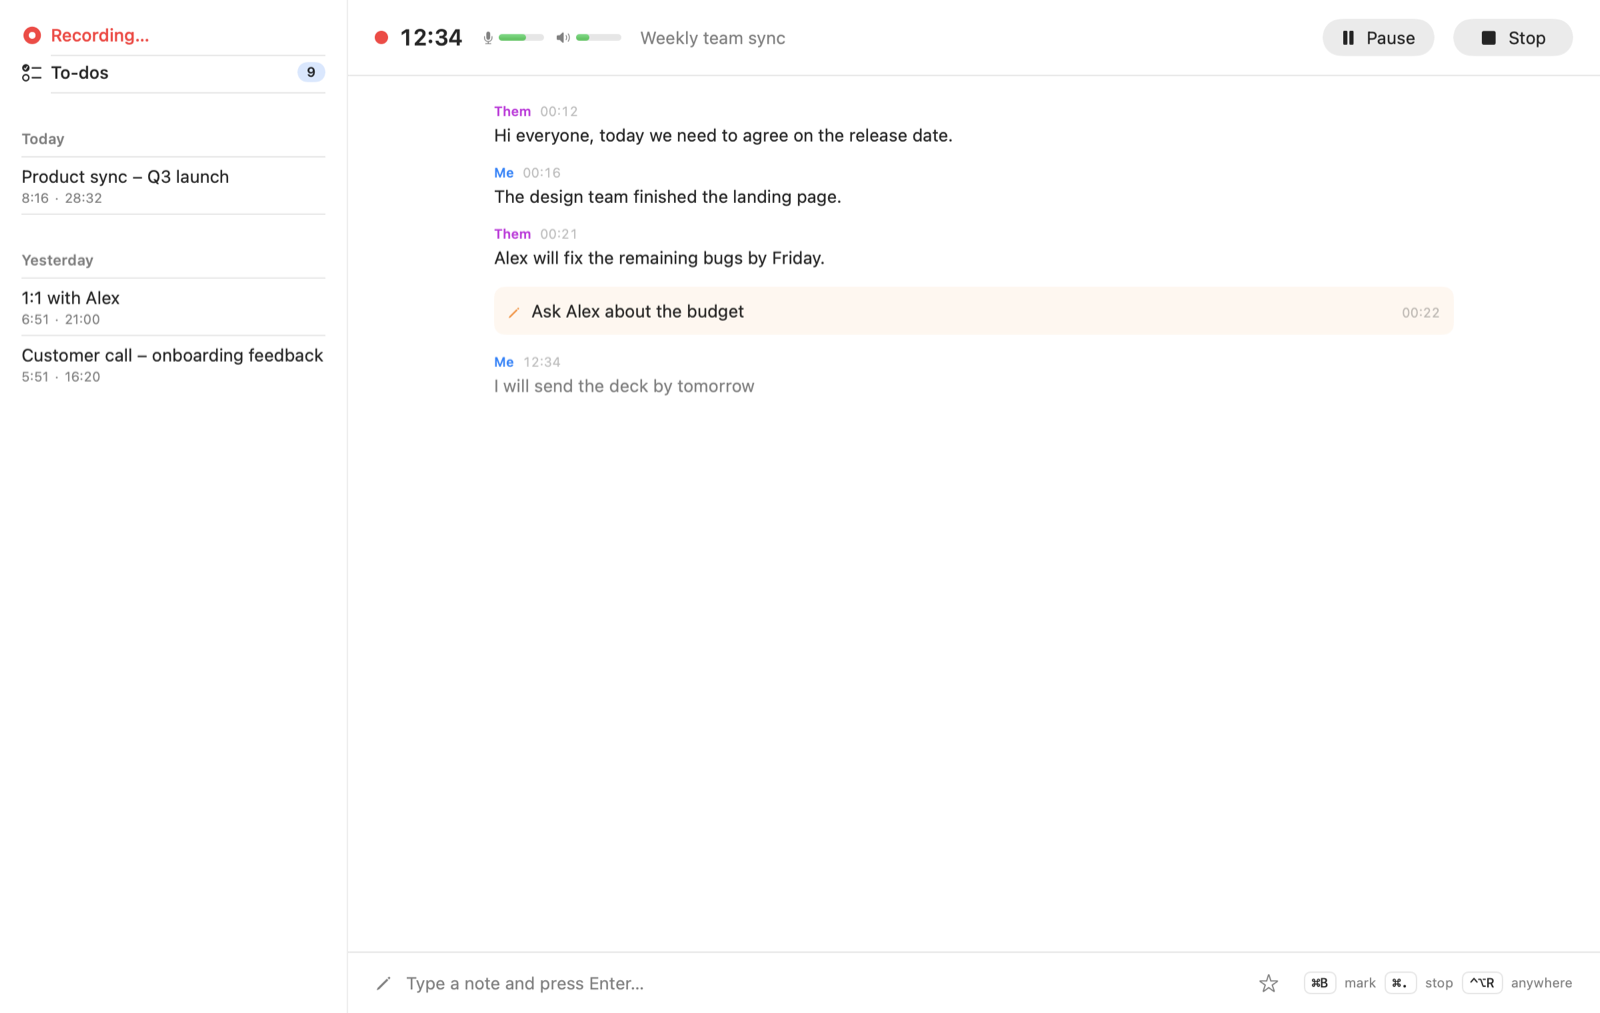 Recording...
To-dos 9
Today
Product sync – Q3 launch
8:16 · 28:32
Yesterday
1:1 with Alex
6:51 · 21:00
Customer call – onboarding feedback
5:51 · 16:20
12:34 Weekly team sync Pause Stop
Them 00:12
Hi everyone, today we need to agree on the release date.
Me 00:16
The design team finished the landing page.
Them 00:21
Alex will fix the remaining bugs by Friday.
Ask Alex about the budget 00:22
Me 12:34
I will send the deck by tomorrow
Type a note and press Enter... ⌘B mark ⌘. stop ^⌥R anywhere